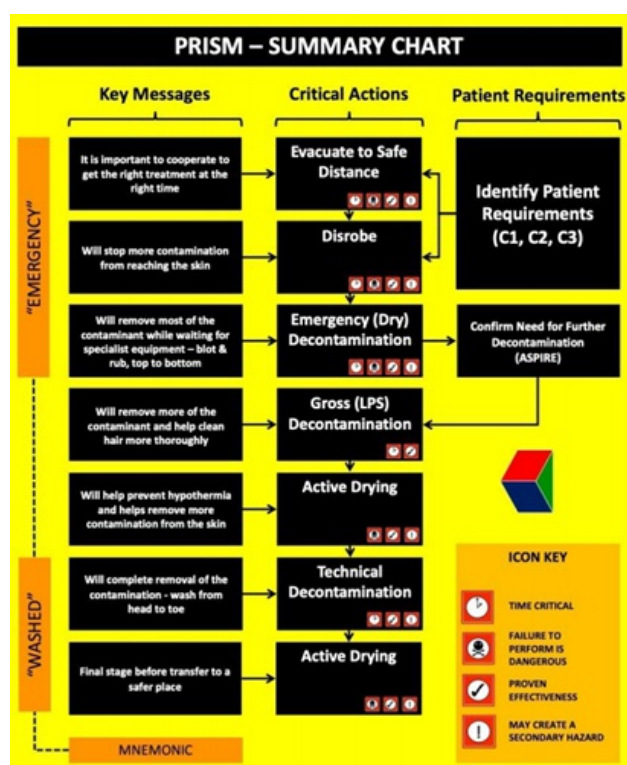 PRISM – SUMMARY CHART
Key Messages
Critical Actions
Patient Requirements
"EMERGENCY"
It is important to cooperate to
get the right treatment at the
right time
Evacuate to Safe
Distance
Identify Patient
Requirements
(C1, C2, C3)
Will stop more contamination
from reaching the skin
Disrobe
Will remove most of the
contaminant while waiting for
specialist equipment – blot &
rub, top to bottom
Emergency (Dry)
Decontamination
Confirm Need for Further
Decontamination
(ASPIRE)
Will remove more of the
contaminant and help clean
hair more thoroughly
Gross (LPS)
Decontamination
Will help prevent hypothermia
and helps remove more
contamination from the skin
Active Drying
"WASHED"
Will complete removal of the
contamination - wash from
head to toe
Technical
Decontamination
Final stage before transfer to a
safer place
Active Drying
MNEMONIC
ICON KEY
TIME CRITICAL
FAILURE TO
PERFORM IS
DANGEROUS
PROVEN
EFFECTIVENESS
MAY CREATE A
SECONDARY HAZARD